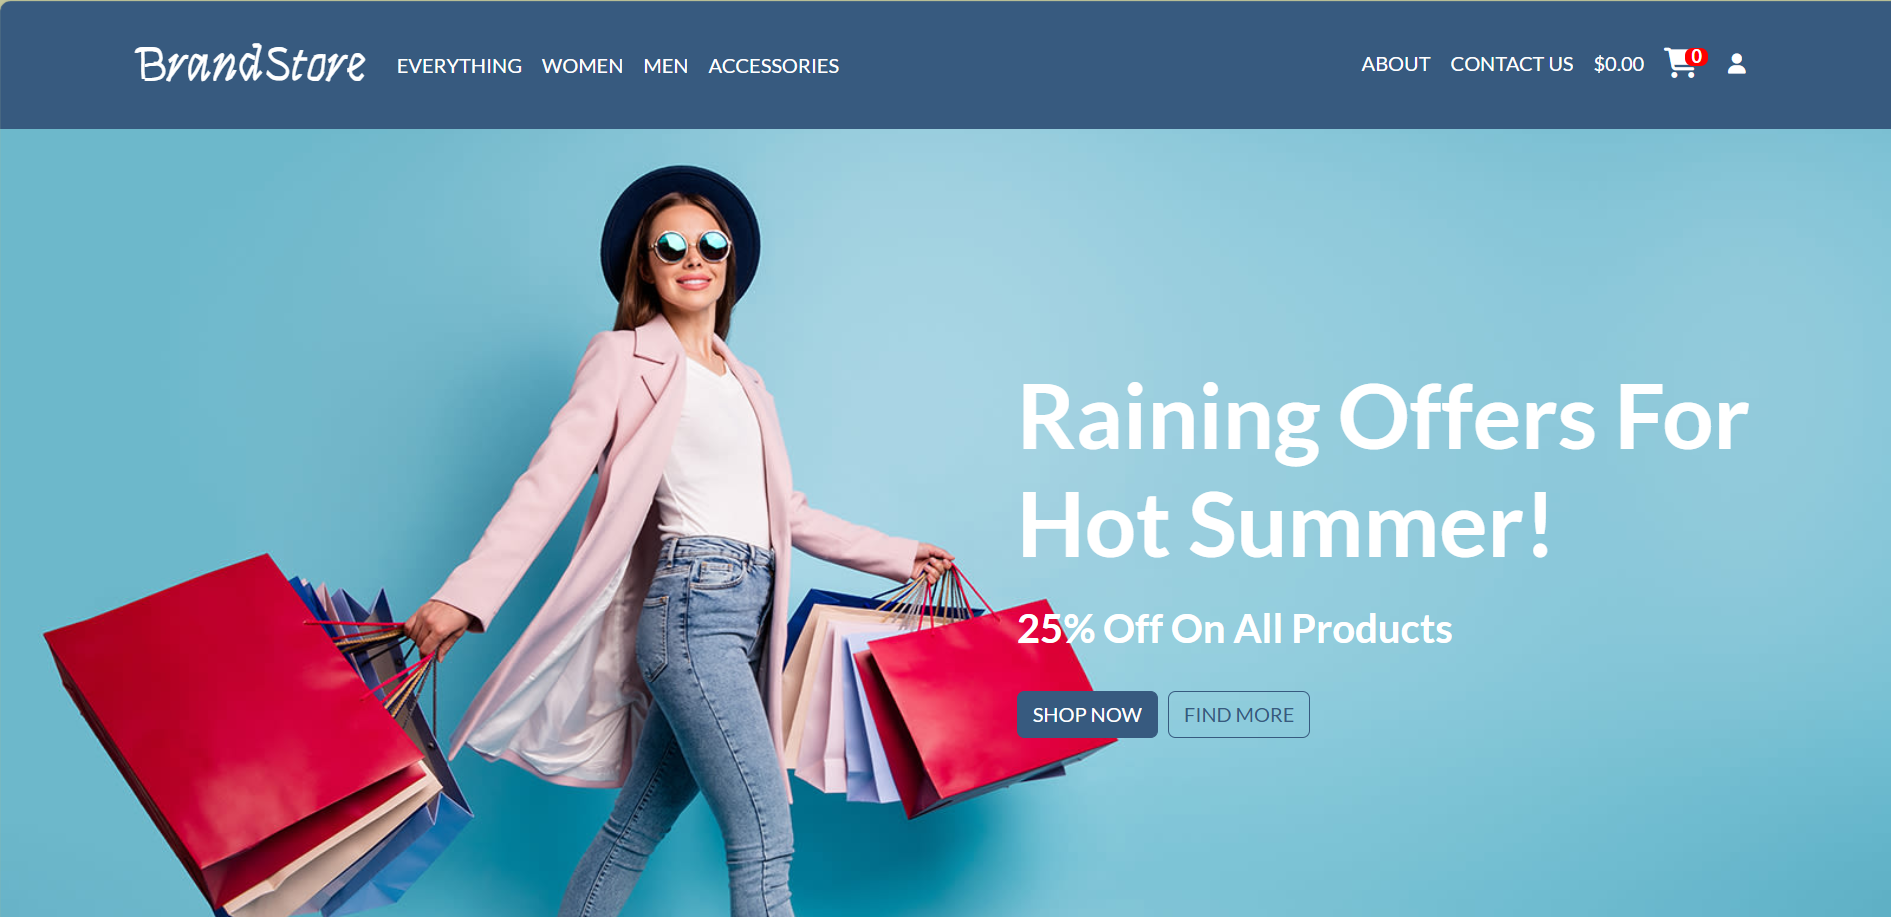 BrandStore EVERYTHING WOMEN MEN ACCESSORIES ABOUT CONTACT US $0.00 0
Raining Offers For
Hot Summer!
25% Off On All Products
SHOP NOW FIND MORE